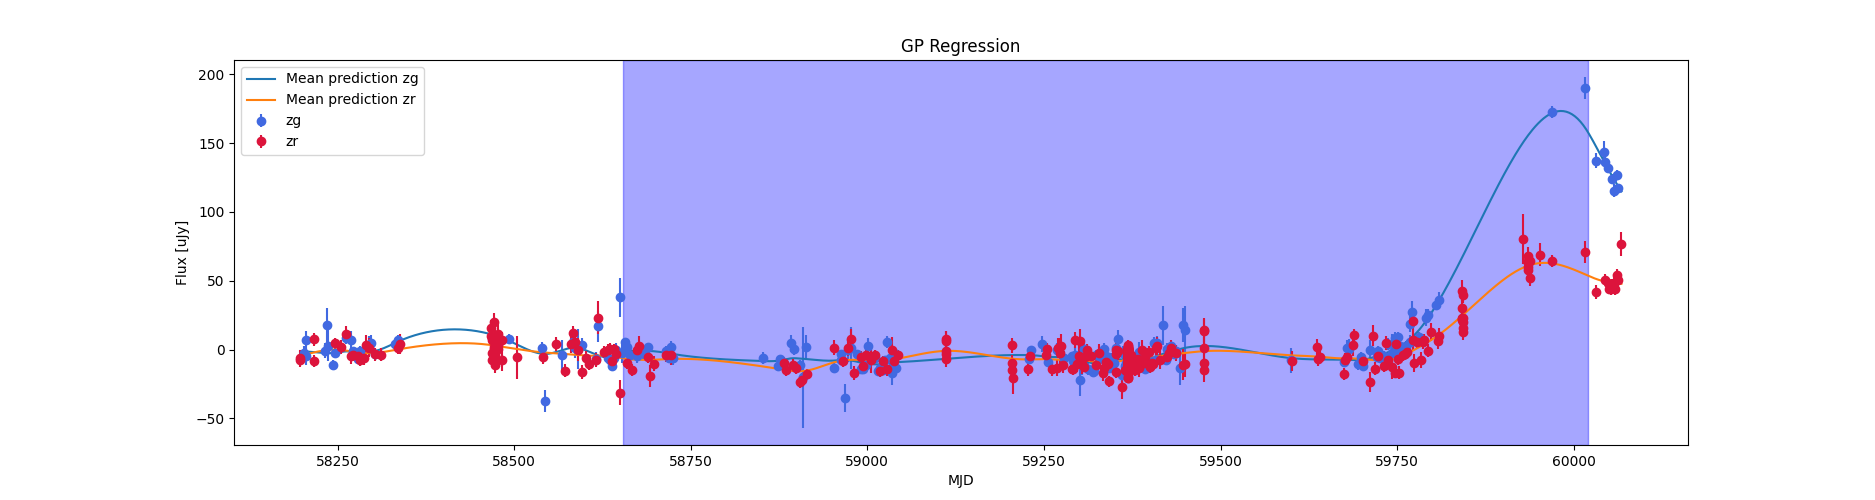 GP Regression
Mean prediction zg
Mean prediction zr
zg
zr
200
150
100
50
0
−50
Flux [uJy]
58250 58500 58750 59000 59250 59500 59750 60000
MJD